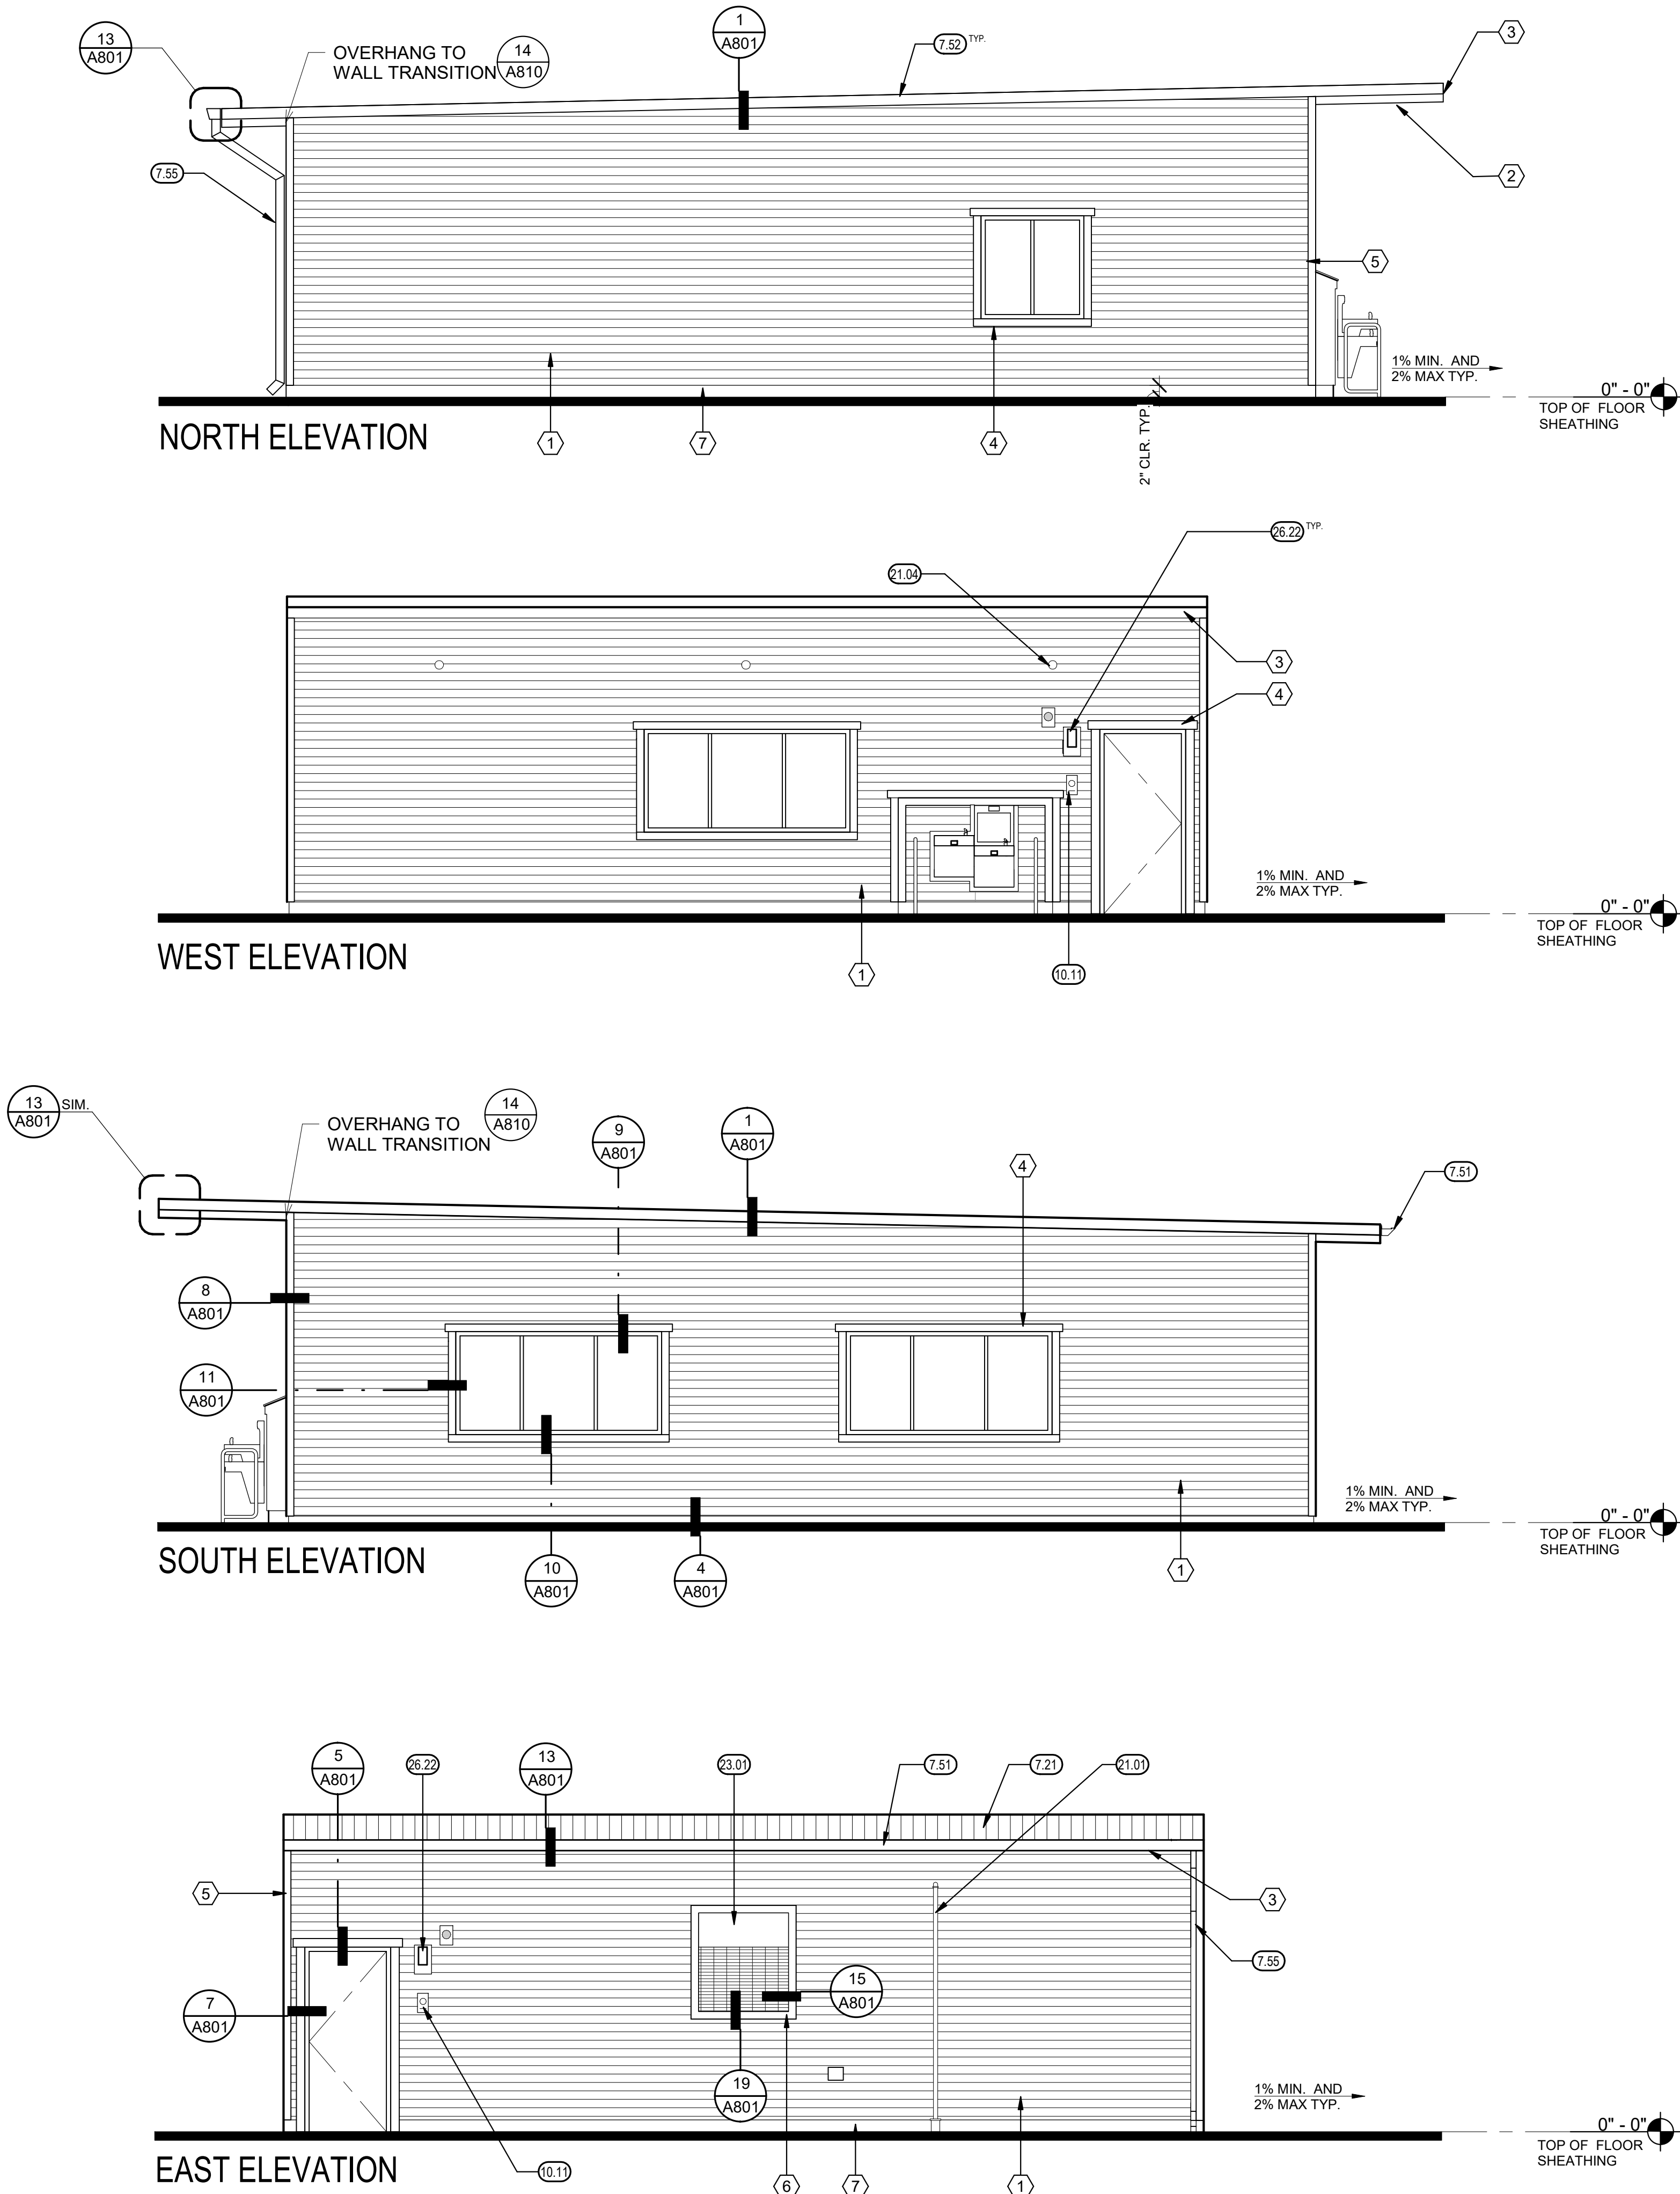 13
A801
OVERHANG TO
WALL TRANSITION
14
A810
1
A801
7.52 TYP.
3
7.55
2
5
1% MIN. AND
2% MAX TYP.
0" - 0"
TOP OF FLOOR
SHEATHING
NORTH ELEVATION
1
7
4
2" CLR. TYP.
26.22 TYP.
21.04
3
4
1% MIN. AND
2% MAX TYP.
0" - 0"
TOP OF FLOOR
SHEATHING
WEST ELEVATION
1
10.11
13
A801
SIM.
OVERHANG TO
WALL TRANSITION
14
A810
9
A801
1
A801
4
7.51
8
A801
11
A801
1% MIN. AND
2% MAX TYP.
0" - 0"
TOP OF FLOOR
SHEATHING
SOUTH ELEVATION
10
A801
4
A801
1
5
A801
26.22
13
A801
23.01
7.51
7.21
21.01
5
3
7.55
7
A801
15
A801
19
A801
1% MIN. AND
2% MAX TYP.
0" - 0"
TOP OF FLOOR
SHEATHING
EAST ELEVATION
10.11
6
7
1